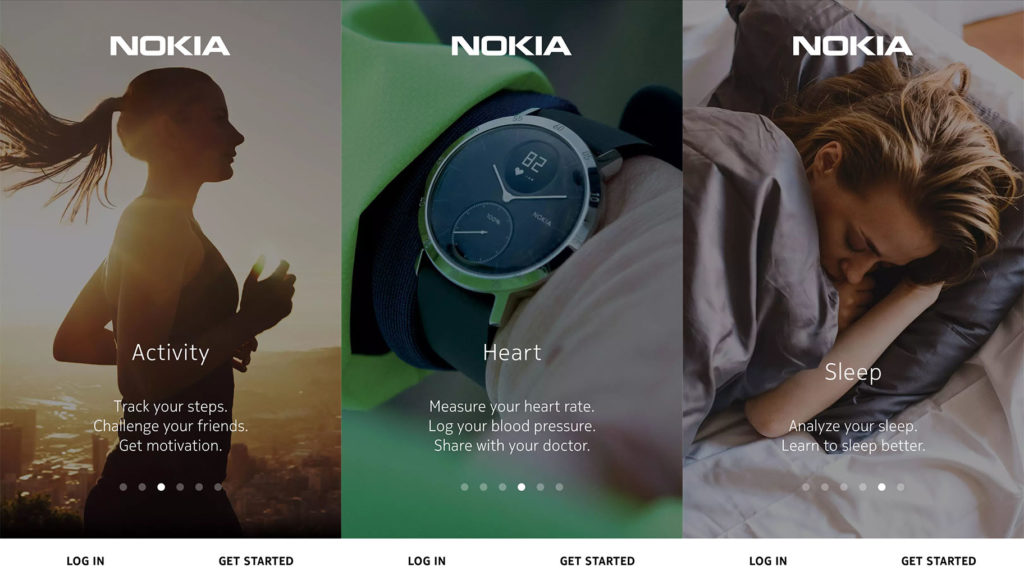 NOKIA
Activity
Track your steps.
Challenge your friends.
Get motivation.
LOG IN
GET STARTED
NOKIA
82
100%
NOKIA
Heart
Measure your heart rate.
Log your blood pressure.
Share with your doctor.
LOG IN
GET STARTED
NOKIA
Sleep
Analyze your sleep.
Learn to sleep better.
LOG IN
GET STARTED